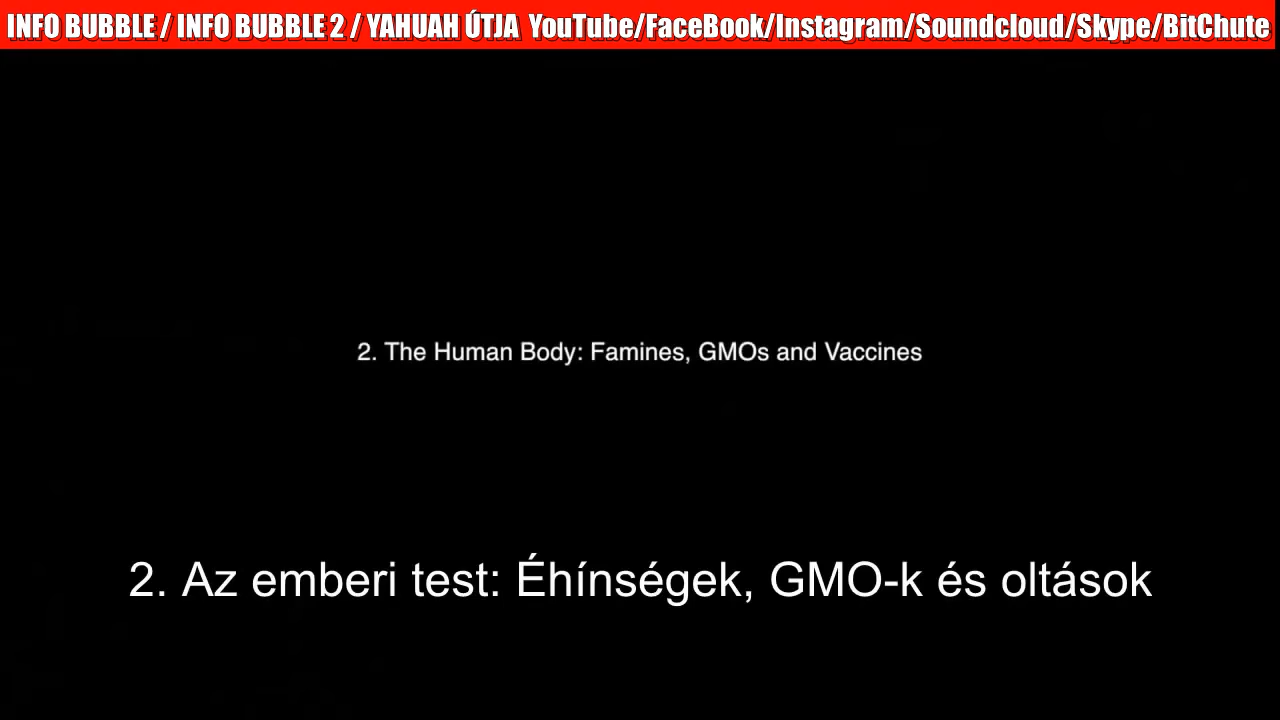 INFO BUBBLE / INFO BUBBLE 2 / YAHUAH ÚTJA YouTube/FaceBook/Instagram/Soundcloud/Skype/BitChute
2. The Human Body: Famines, GMOs and Vaccines
2. Az emberi test: Éhínségek, GMO-k és oltások